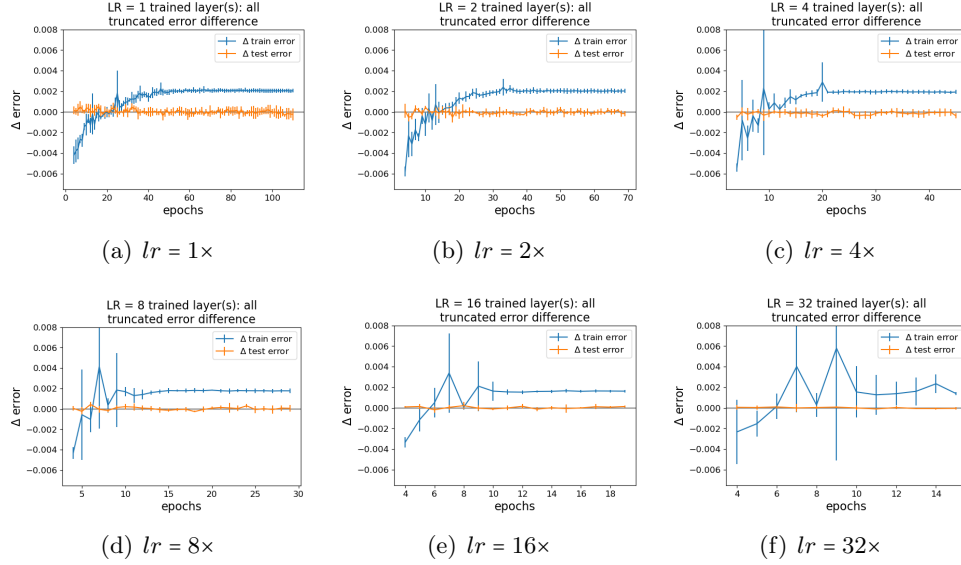 LR = 1 trained layer(s): all
truncated error difference
0.008
0.006
0.004
0.002
0.000
−0.002
−0.004
−0.006
Δ error
Δ train error
Δ test error
0 20 40 60 80 100
epochs
(a) lr = 1×
LR = 2 trained layer(s): all
truncated error difference
0.008
0.006
0.004
0.002
0.000
−0.002
−0.004
−0.006
Δ error
Δ train error
Δ test error
10 20 30 40 50 60 70
epochs
(b) lr = 2×
LR = 4 trained layer(s): all
truncated error difference
0.008
0.006
0.004
0.002
0.000
−0.002
−0.004
−0.006
Δ error
Δ train error
Δ test error
10 20 30 40
epochs
(c) lr = 4×
LR = 8 trained layer(s): all
truncated error difference
0.008
0.006
0.004
0.002
0.000
−0.002
−0.004
−0.006
Δ error
Δ train error
Δ test error
5 10 15 20 25 30
epochs
(d) lr = 8×
LR = 16 trained layer(s): all
truncated error difference
0.008
0.006
0.004
0.002
0.000
−0.002
−0.004
−0.006
Δ error
Δ train error
Δ test error
4 6 8 10 12 14 16 18
epochs
(e) lr = 16×
LR = 32 trained layer(s): all
truncated error difference
0.008
0.006
0.004
0.002
0.000
−0.002
−0.004
−0.006
Δ error
Δ train error
Δ test error
4 6 8 10 12 14
epochs
(f) lr = 32×